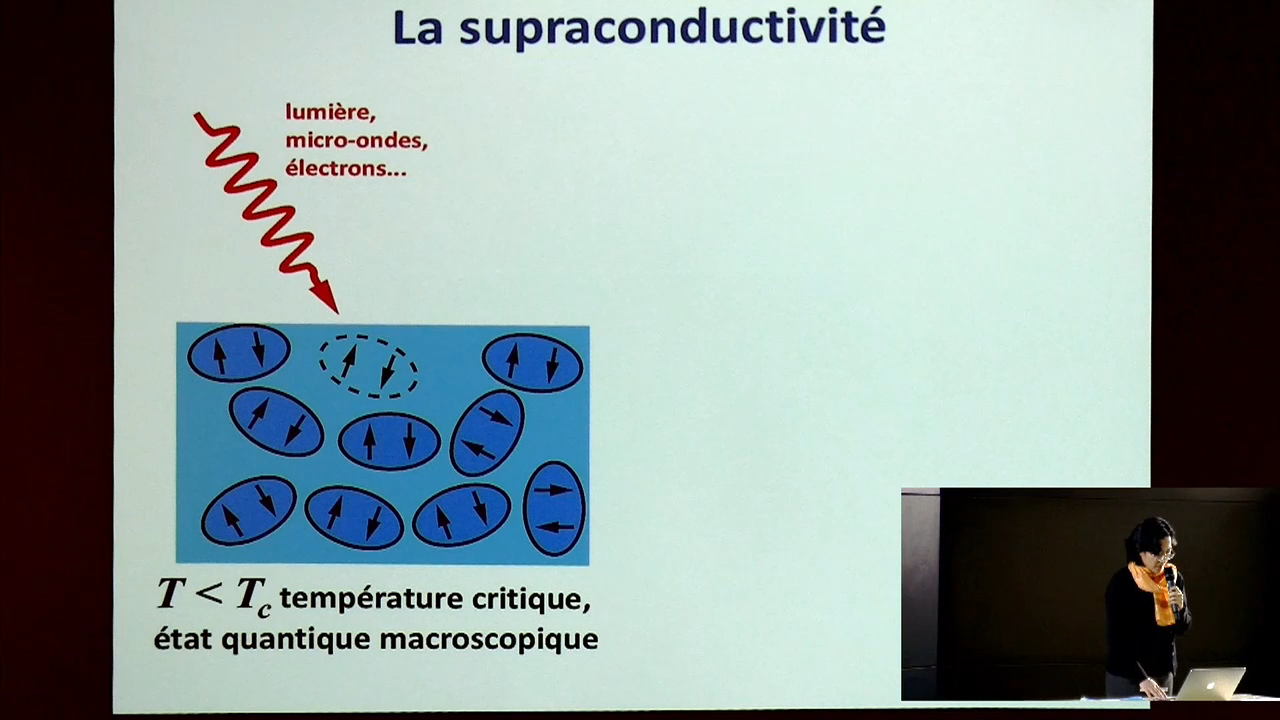 La supraconductivité
lumière,
micro-ondes,
électrons...
T < Tc température critique,
état quantique macroscopique